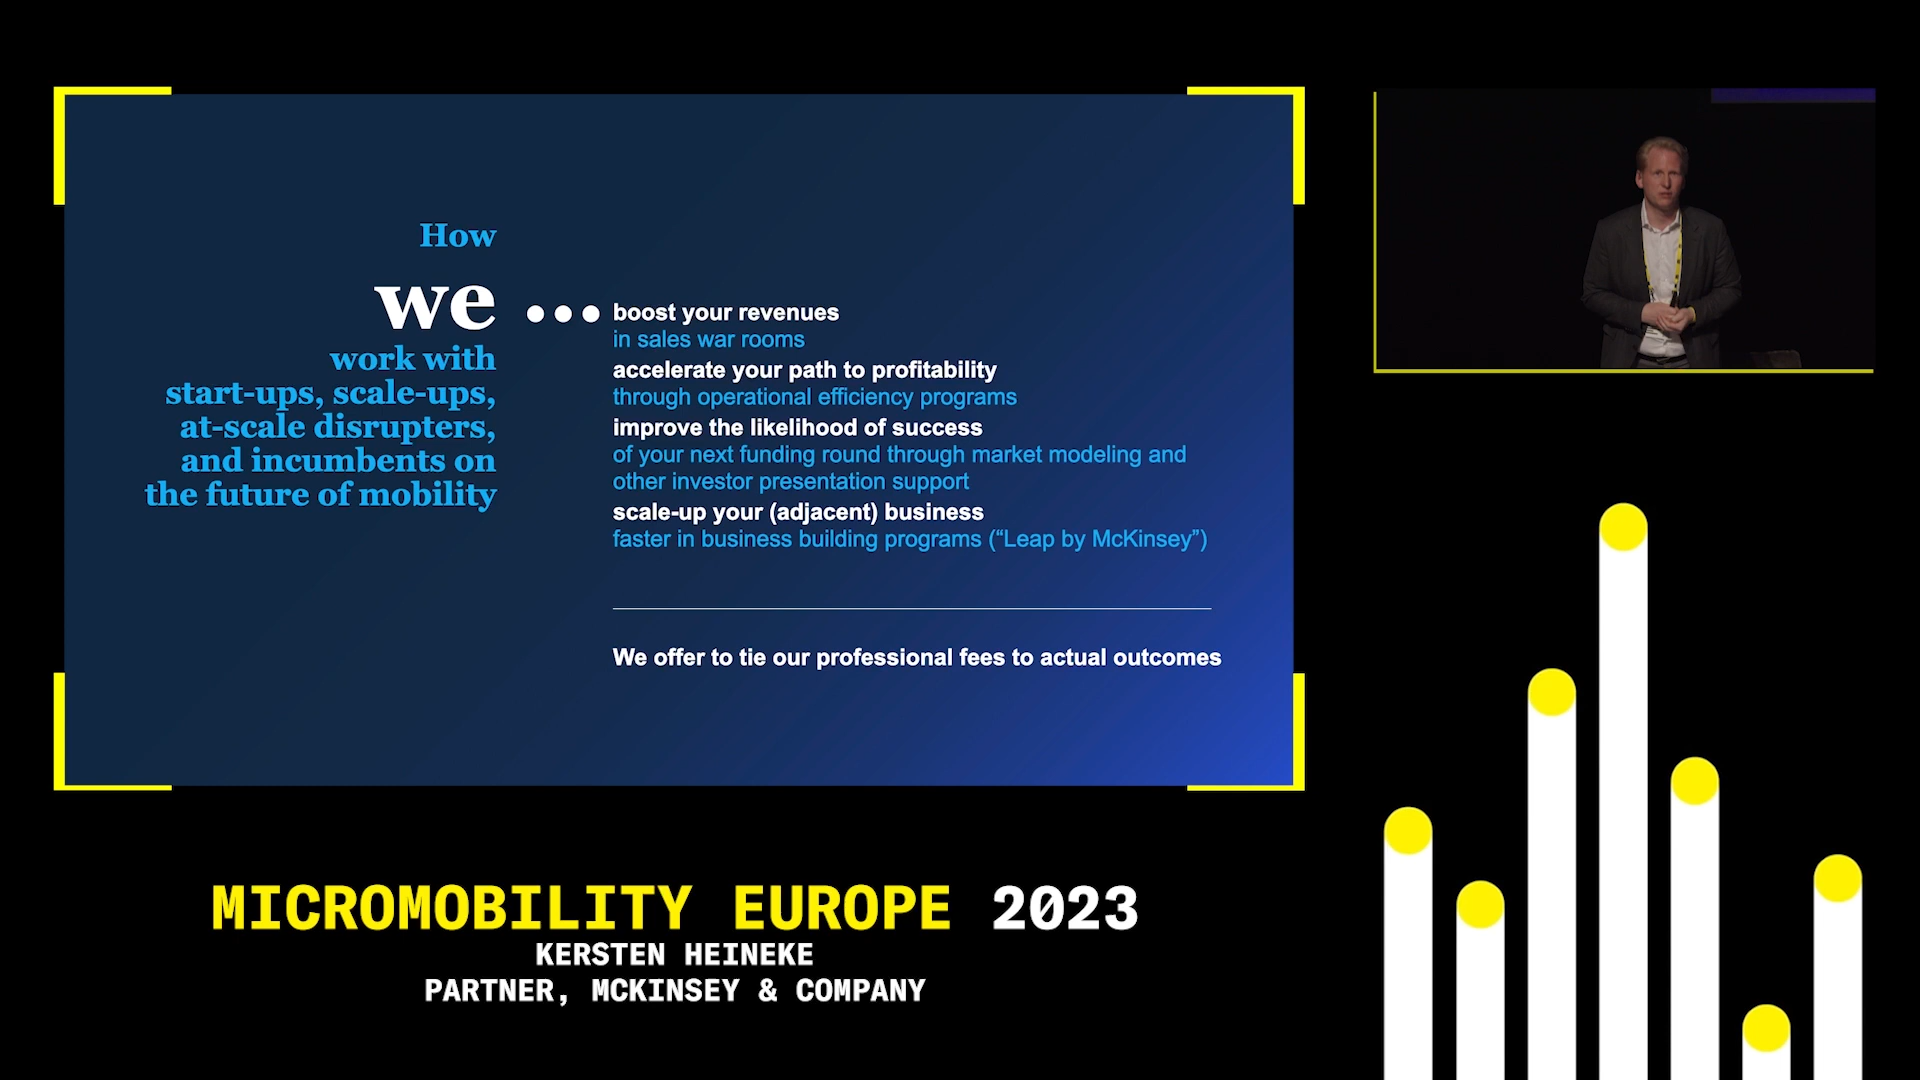 How
we
work with
start-ups, scale-ups,
at-scale disrupters,
and incumbents on
the future of mobility
boost your revenues
in sales war rooms
accelerate your path to profitability
through operational efficiency programs
improve the likelihood of success
of your next funding round through market modeling and
other investor presentation support
scale-up your (adjacent) business
faster in business building programs (“Leap by McKinsey”)
We offer to tie our professional fees to actual outcomes
MICROMOBILITY EUROPE 2023
KERSTEN HEINEKE
PARTNER, MCKINSEY & COMPANY